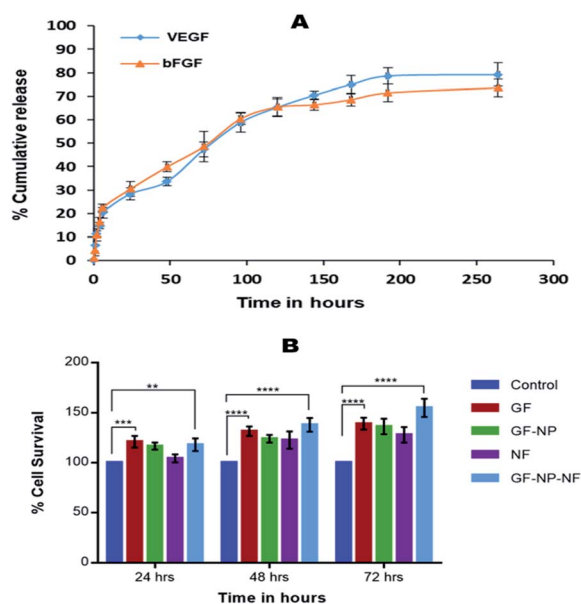 A
VEGF
bFGF
% Cumulative release
100
90
80
70
60
50
40
30
20
10
0
0 50 100 150 200 250 300
Time in hours
B
% Cell Survival
200
150
100
50
0
*** ** **** **** **** ****
Control
GF
GF-NP
NF
GF-NP-NF
24 hrs 48 hrs 72 hrs
Time in hours